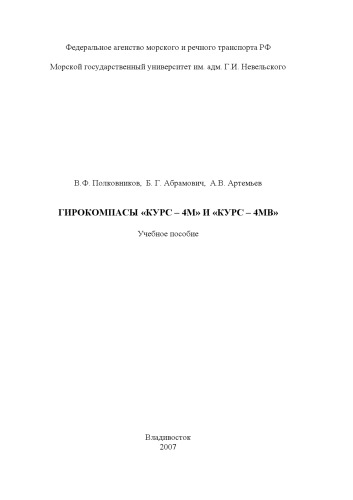 Федеральное агенство морского и речного транспорта РФ
Морской государственный университет им. адм. Г.И. Невельского
В.Ф. Полковников, Б. Г. Абрамович, А.В. Артемьев
ГИРОКОМПАСЫ «КУРС – 4М» И «КУРС – 4МВ»
Учебное пособие
Владивосток
2007